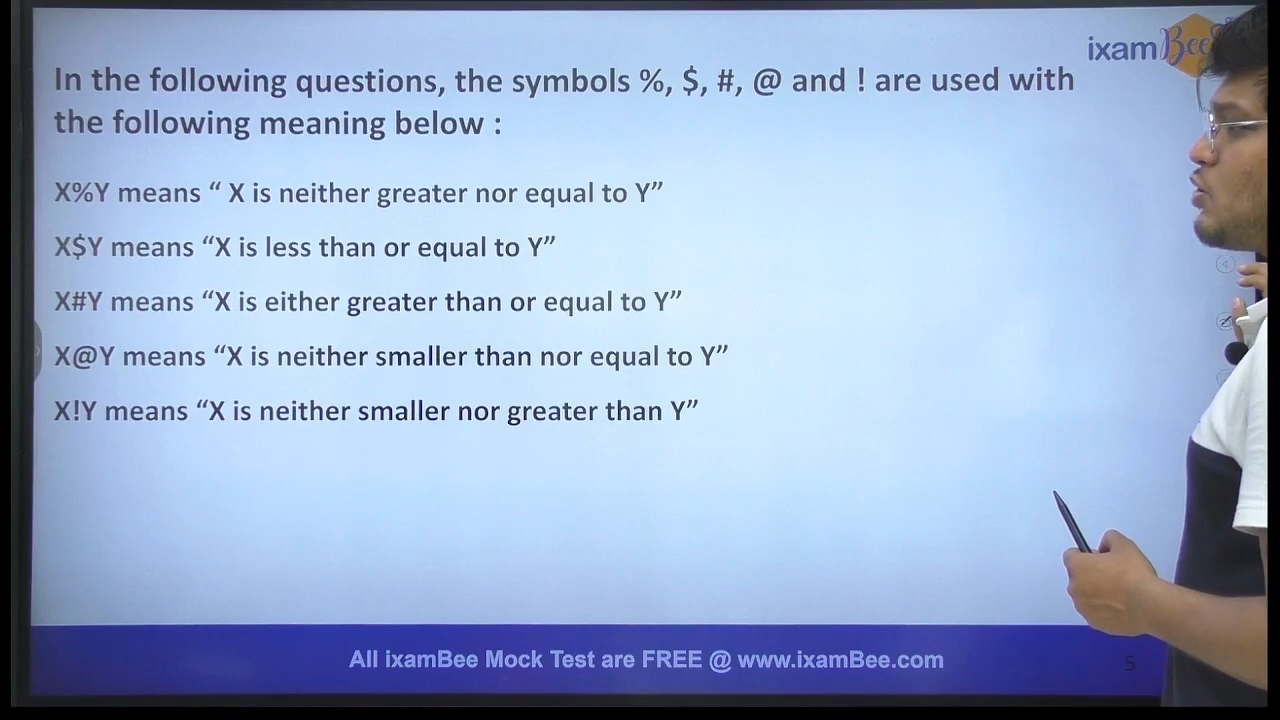 ixamBee
In the following questions, the symbols %, $, #, @ and ! are used with
the following meaning below :
X%Y means “ X is neither greater nor equal to Y”
X$Y means “X is less than or equal to Y”
X#Y means “X is either greater than or equal to Y”
X@Y means “X is neither smaller than nor equal to Y”
X!Y means “X is neither smaller nor greater than Y”
All ixamBee Mock Test are FREE @ www.ixamBee.com
5